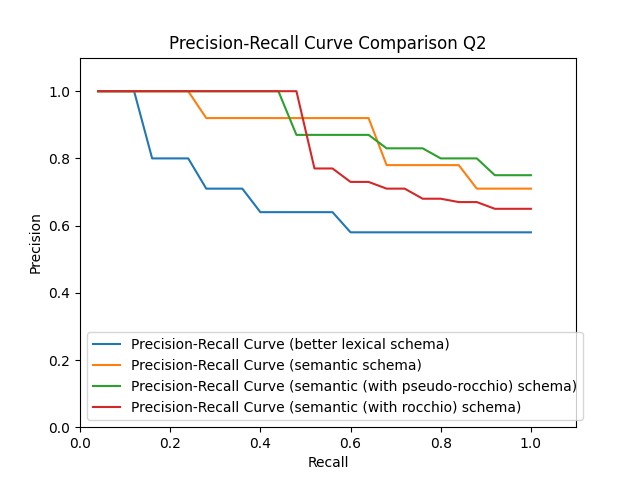 Precision-Recall Curve Comparison Q2
1.0
0.8
0.6
0.4
0.2
0.0
Precision
Precision-Recall Curve (better lexical schema)
Precision-Recall Curve (semantic schema)
Precision-Recall Curve (semantic (with pseudo-rocchio) schema)
Precision-Recall Curve (semantic (with rocchio) schema)
0.0 0.2 0.4 0.6 0.8 1.0
Recall